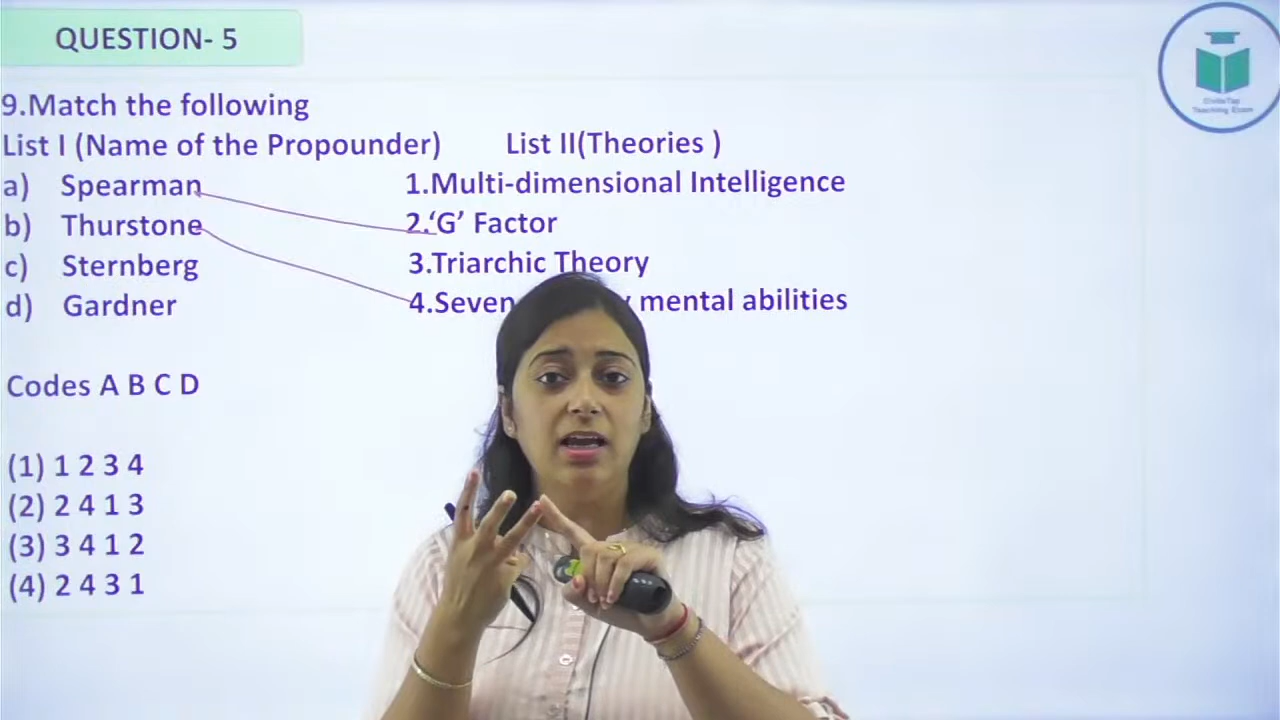 QUESTION- 5
9.Match the following
List I (Name of the Propounder) List II(Theories )
a) Spearman 1.Multi-dimensional Intelligence
b) Thurstone 2.‘G’ Factor
c) Sternberg 3.Triarchic Theory
d) Gardner 4.Seven mental abilities
Codes A B C D
(1) 1 2 3 4
(2) 2 4 1 3
(3) 3 4 1 2
(4) 2 4 3 1
Teaching Exam